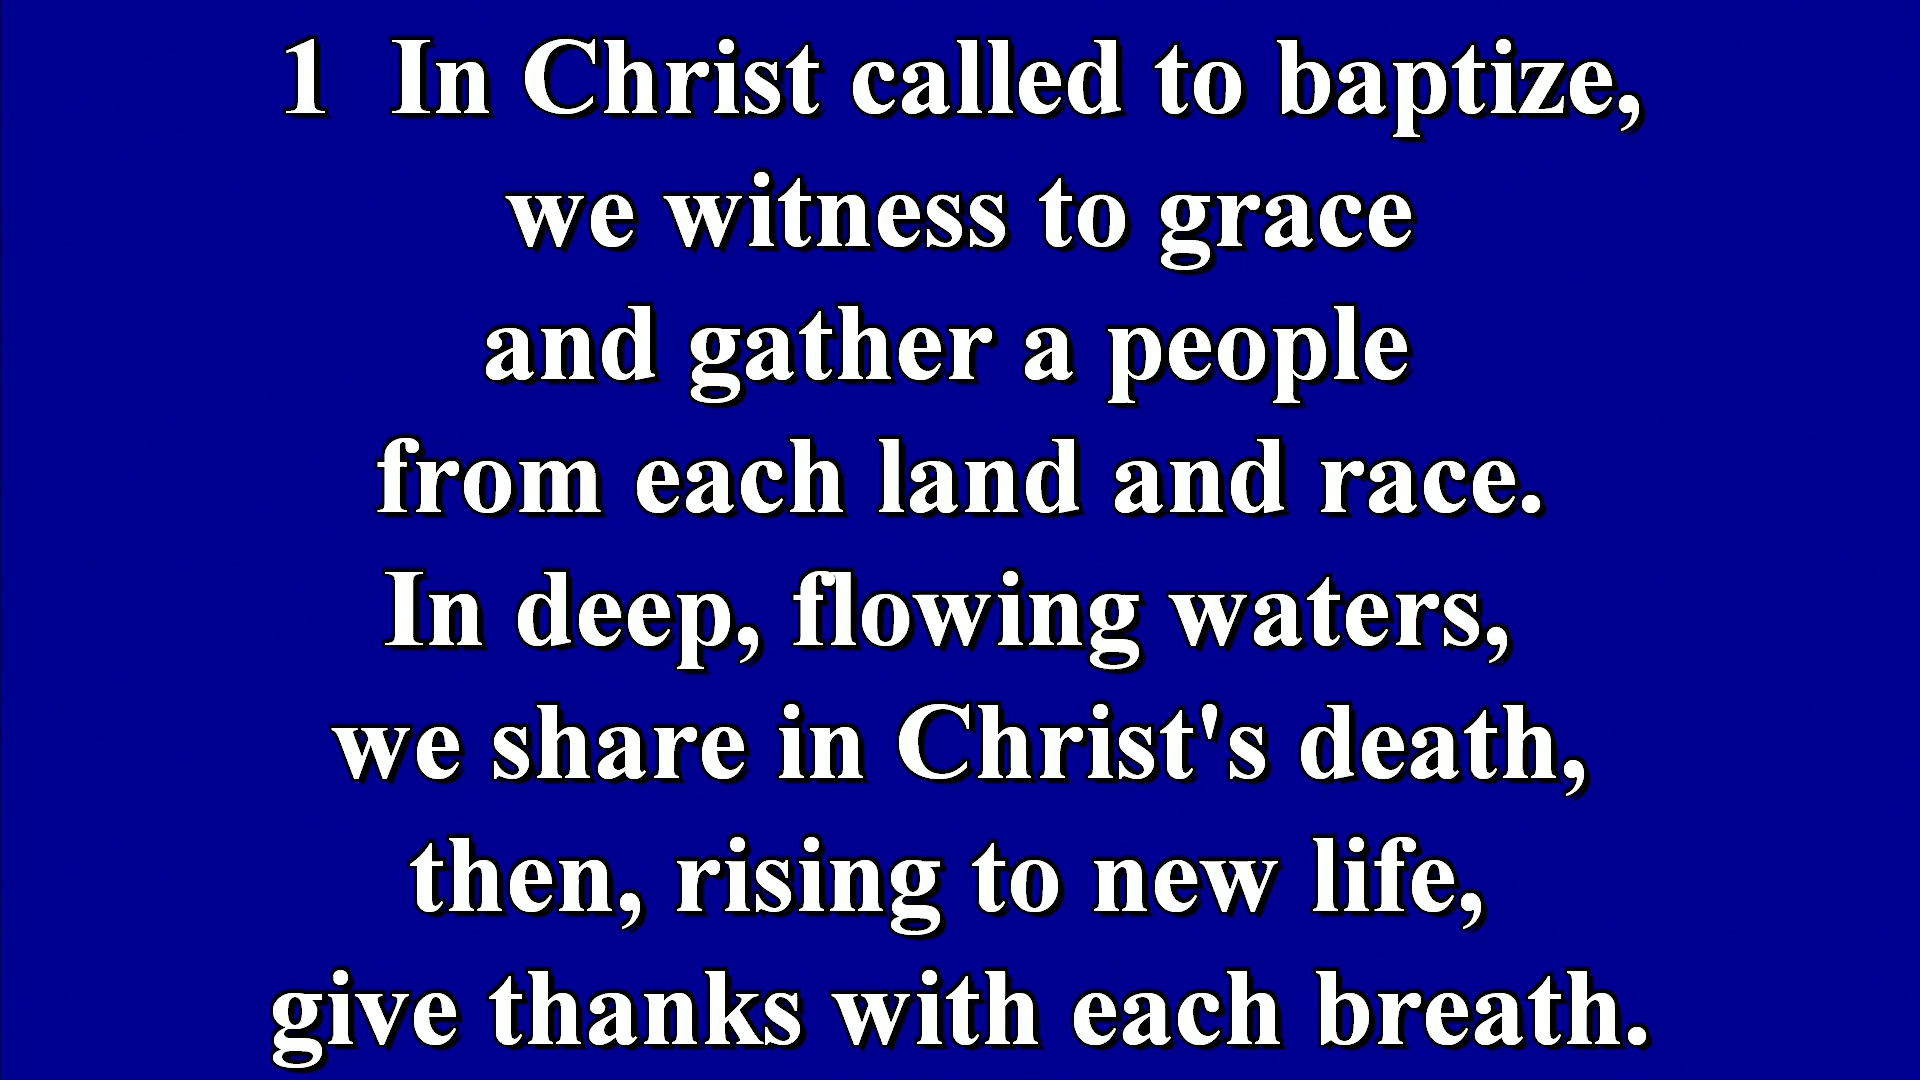 1  In Christ called to baptize,
we witness to grace
and gather a people
from each land and race.
In deep, flowing waters,
we share in Christ's death,
then, rising to new life,
give thanks with each breath.